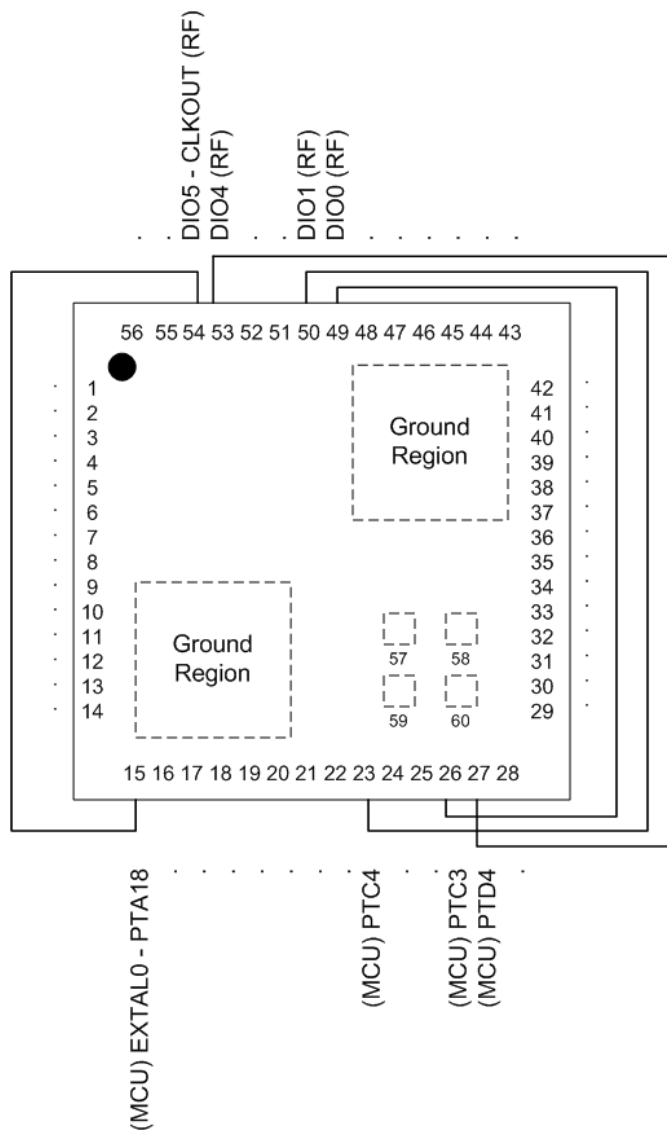 DIO5 - CLKOUT (RF)
DIO4 (RF)
DIO1 (RF)
DIO0 (RF)
56 55 54 53 52 51 50 49 48 47 46 45 44 43
1
2
3
4
5
6
7
8
9
10
11
12
13
14
Ground
Region
42
41
40
39
38
37
36
35
34
33
32
31
30
29
Ground
Region
57 58
59 60
15 16 17 18 19 20 21 22 23 24 25 26 27 28
(MCU) EXTAL0 - PTA18
(MCU) PTC4
(MCU) PTC3
(MCU) PTD4